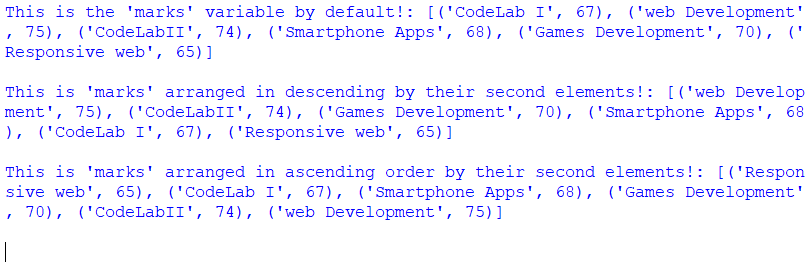 This is the 'marks' variable by default!: [('CodeLab I', 67), ('web Development'
, 75), ('CodeLabII', 74), ('Smartphone Apps', 68), ('Games Development', 70), ('
Responsive web', 65)]
This is 'marks' arranged in descending by their second elements!: [('web Develop
ment', 75), ('CodeLabII', 74), ('Games Development', 70), ('Smartphone Apps', 68
), ('CodeLab I', 67), ('Responsive web', 65)]
This is 'marks' arranged in ascending order by their second elements!: [('Respon
sive web', 65), ('CodeLab I', 67), ('Smartphone Apps', 68), ('Games Development'
, 70), ('CodeLabII', 74), ('web Development', 75)]